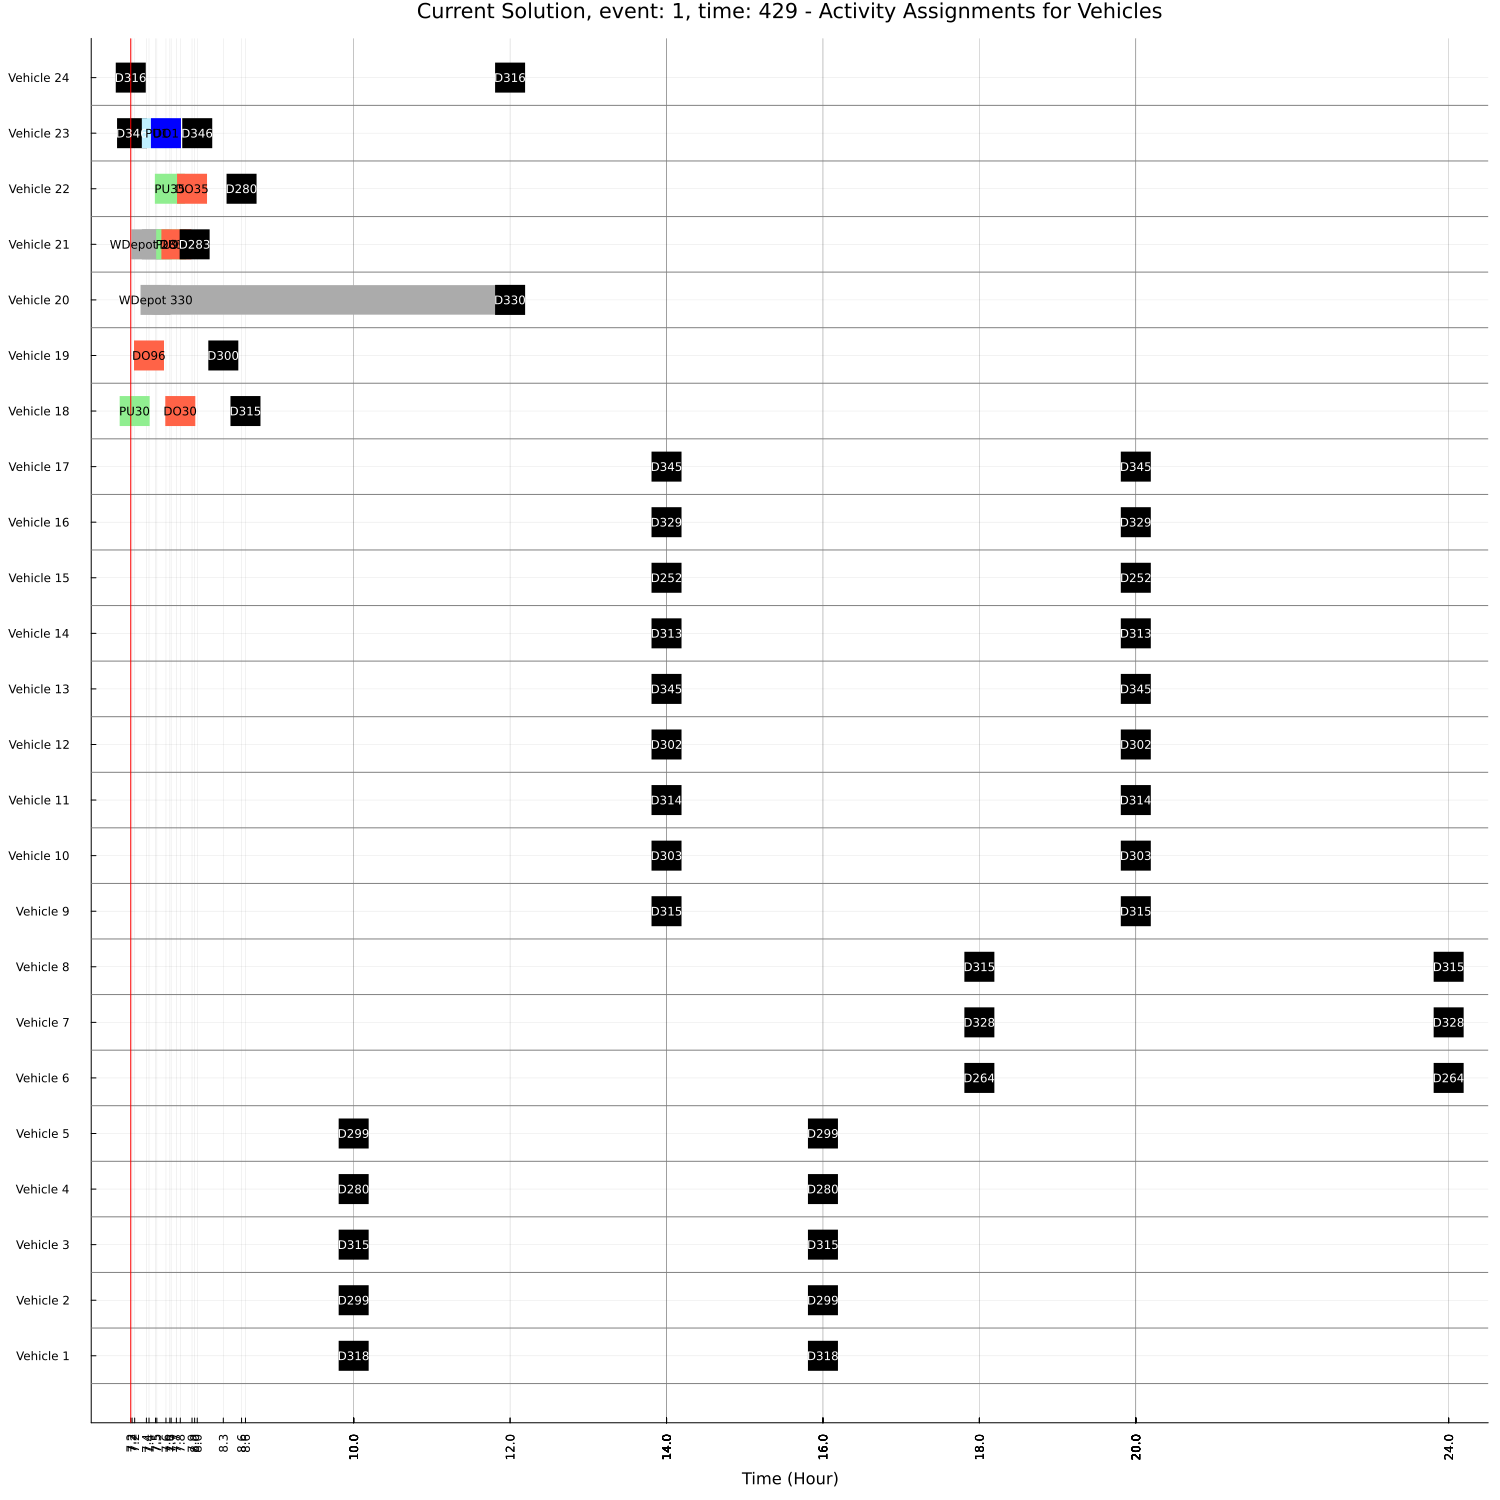 Current Solution, event: 1, time: 429 - Activity Assignments for Vehicles
Vehicle 24 D316 D316
Vehicle 23 D346
Vehicle 22 PU35 DO35 D280
Vehicle 21 WDepot D283
Vehicle 20 WDepot 330 D330
Vehicle 19 DO96 D300
Vehicle 18 PU30 DO30 D315
Vehicle 17 D345 D345
Vehicle 16 D329 D329
Vehicle 15 D252 D252
Vehicle 14 D313 D313
Vehicle 13 D345 D345
Vehicle 12 D302 D302
Vehicle 11 D314 D314
Vehicle 10 D303 D303
Vehicle 9 D315 D315
Vehicle 8 D315 D315
Vehicle 7 D328 D328
Vehicle 6 D264 D264
Vehicle 5 D299 D299
Vehicle 4 D280 D280
Vehicle 3 D315 D315
Vehicle 2 D299 D299
Vehicle 1 D318 D318
7.2 7.8 8.3 8.6 10.0 12.0 14.0 16.0 18.0 20.0 24.0
Time (Hour)